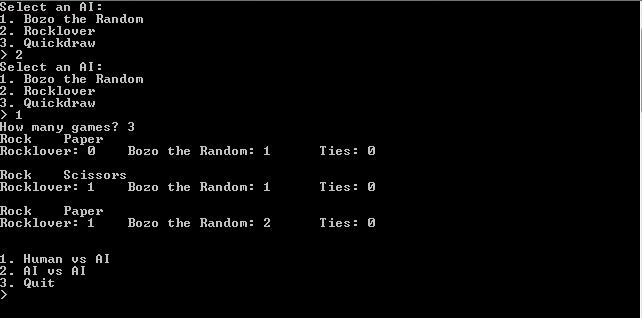 Select an AI:
1. Bozo the Random
2. Rocklover
3. Quickdraw
> 2
Select an AI:
1. Bozo the Random
2. Rocklover
3. Quickdraw
> 1
How many games? 3
Rock    Paper
Rocklover: 0    Bozo the Random: 1      Ties: 0
Rock    Scissors
Rocklover: 1    Bozo the Random: 1      Ties: 0
Rock    Paper
Rocklover: 1    Bozo the Random: 2      Ties: 0
1. Human vs AI
2. AI vs AI
3. Quit
>